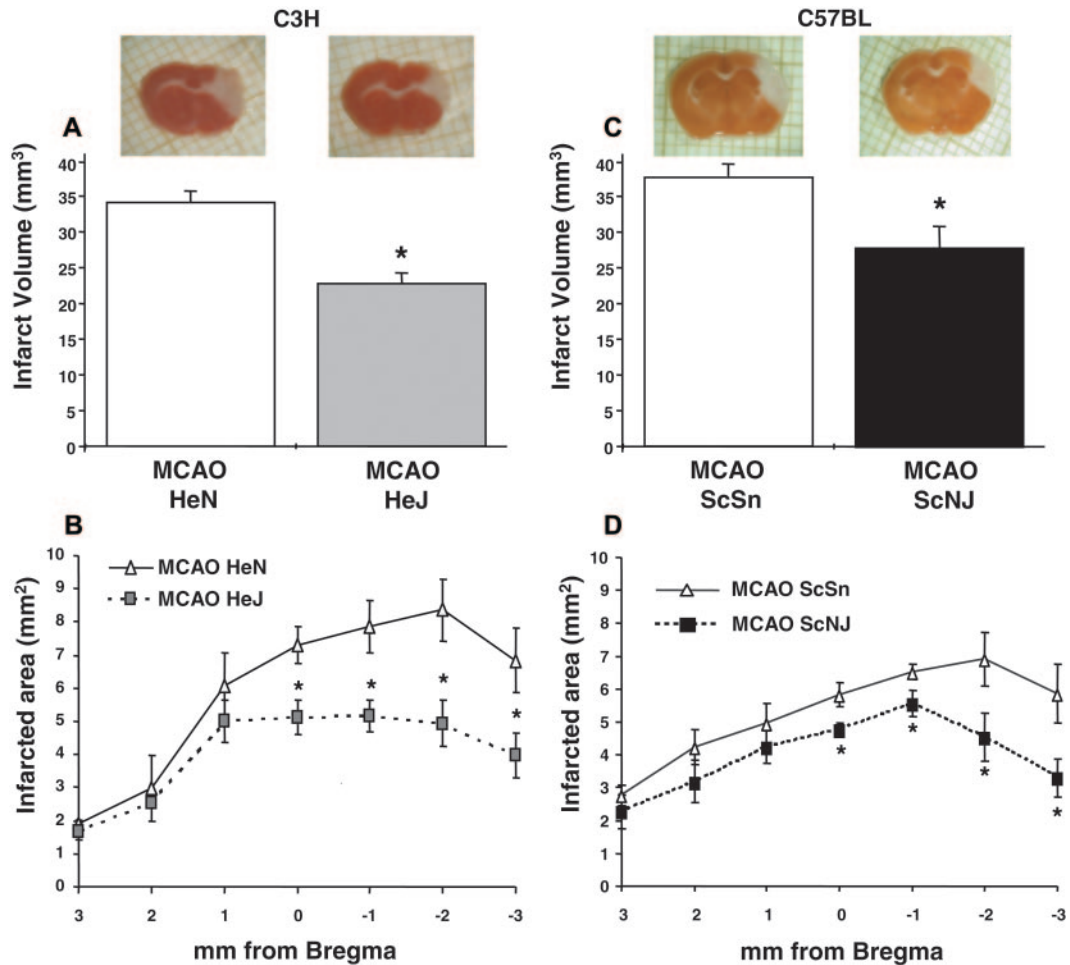 C3H
C57BL
A
Infarct Volume (mm³)
40
35
30
25
20
15
10
5
0
*
MCAO
HeN
MCAO
HeJ
C
Infarct Volume (mm³)
40
35
30
25
20
15
10
5
0
*
MCAO
ScSn
MCAO
ScNJ
B
Infarcted area (mm²)
10
9
8
7
6
5
4
3
2
1
0
MCAO HeN
MCAO HeJ
* * * *
3 2 1 0 -1 -2 -3
mm from Bregma
D
Infarcted area (mm²)
10
9
8
7
6
5
4
3
2
1
0
MCAO ScSn
MCAO ScNJ
* * * *
3 2 1 0 -1 -2 -3
mm from Bregma